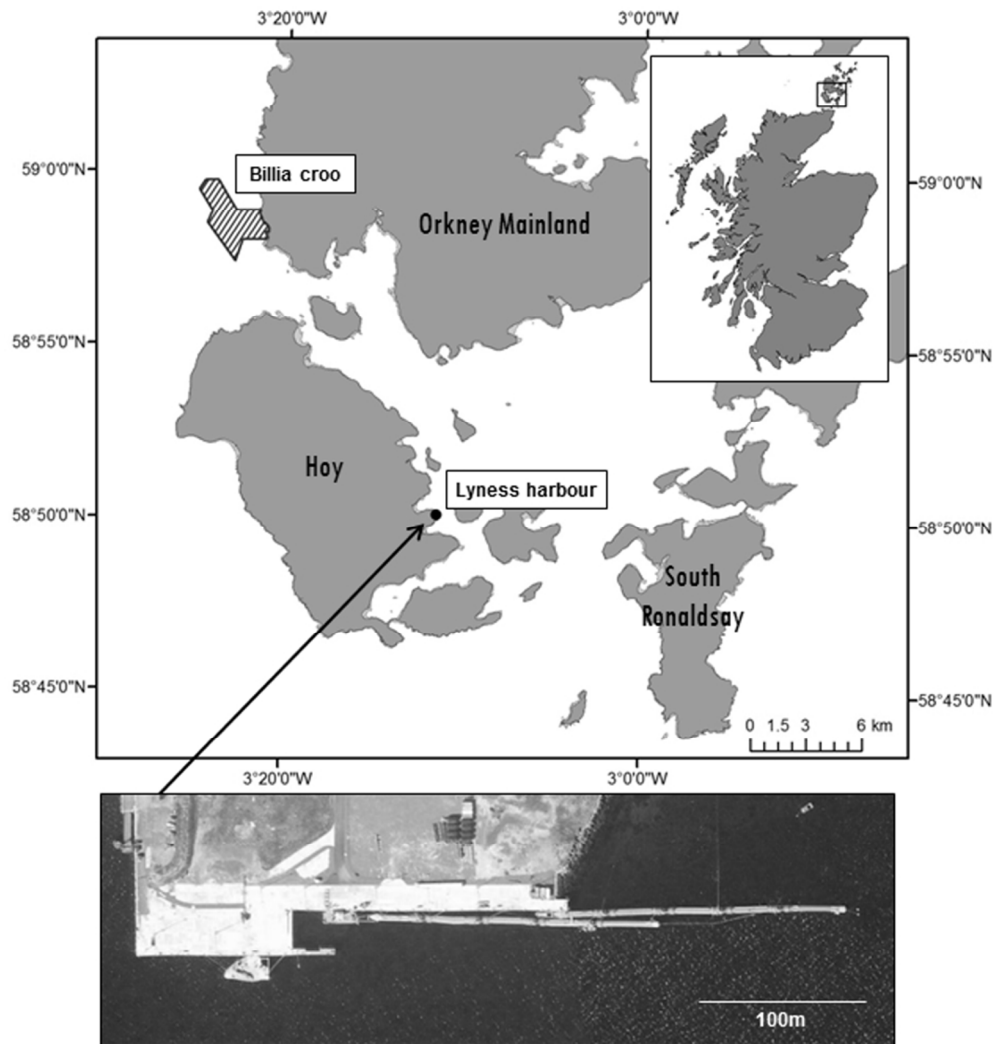 3°20'0"W
3°0'0"W
59°0'0"N
59°0'0"N
Billia croo
Orkney Mainland
58°55'0"N
58°55'0"N
Hoy
Lyness harbour
58°50'0"N
58°50'0"N
South
Ronaldsay
58°45'0"N
58°45'0"N
0 1.5 3 6 km
3°20'0"W
3°0'0"W
100m